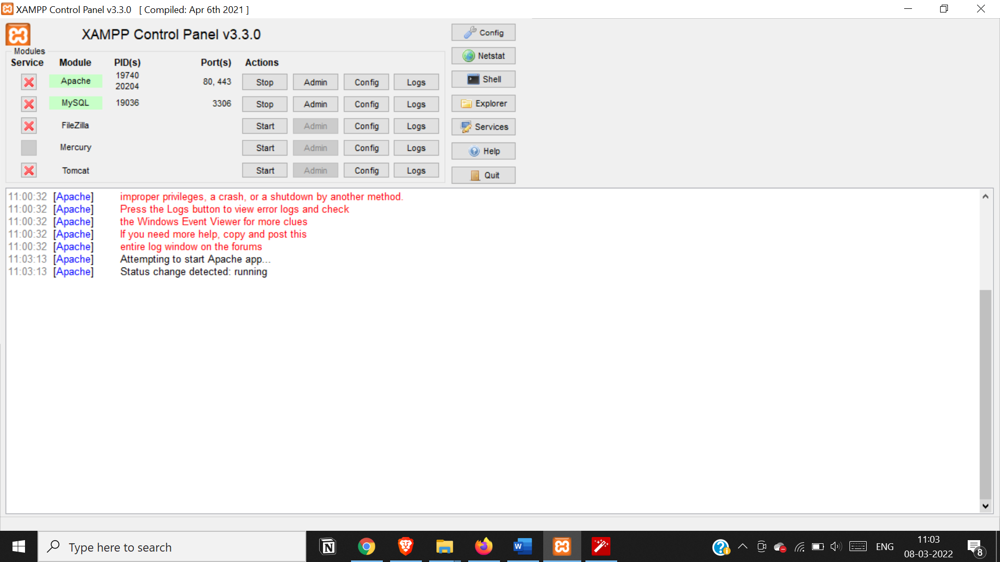 XAMPP Control Panel v3.3.0 [ Compiled: Apr 6th 2021 ]
XAMPP Control Panel v3.3.0
Config
Modules
Netstat
Service Module PID(s) Port(s) Actions
Apache 19740 20204 80, 443 Stop Admin Config Logs
Shell
MySQL 19036 3306 Stop Admin Config Logs
Explorer
FileZilla Start Admin Config Logs
Services
Mercury Start Admin Config Logs
Help
Tomcat Start Admin Config Logs
Quit
11:00:32 [Apache] improper privileges, a crash, or a shutdown by another method.
11:00:32 [Apache] Press the Logs button to view error logs and check
11:00:32 [Apache] the Windows Event Viewer for more clues
11:00:32 [Apache] If you need more help, copy and post this
11:00:32 [Apache] entire log window on the forums
11:03:13 [Apache] Attempting to start Apache app...
11:03:13 [Apache] Status change detected: running
Type here to search
ENG
11:03
08-03-2022
8